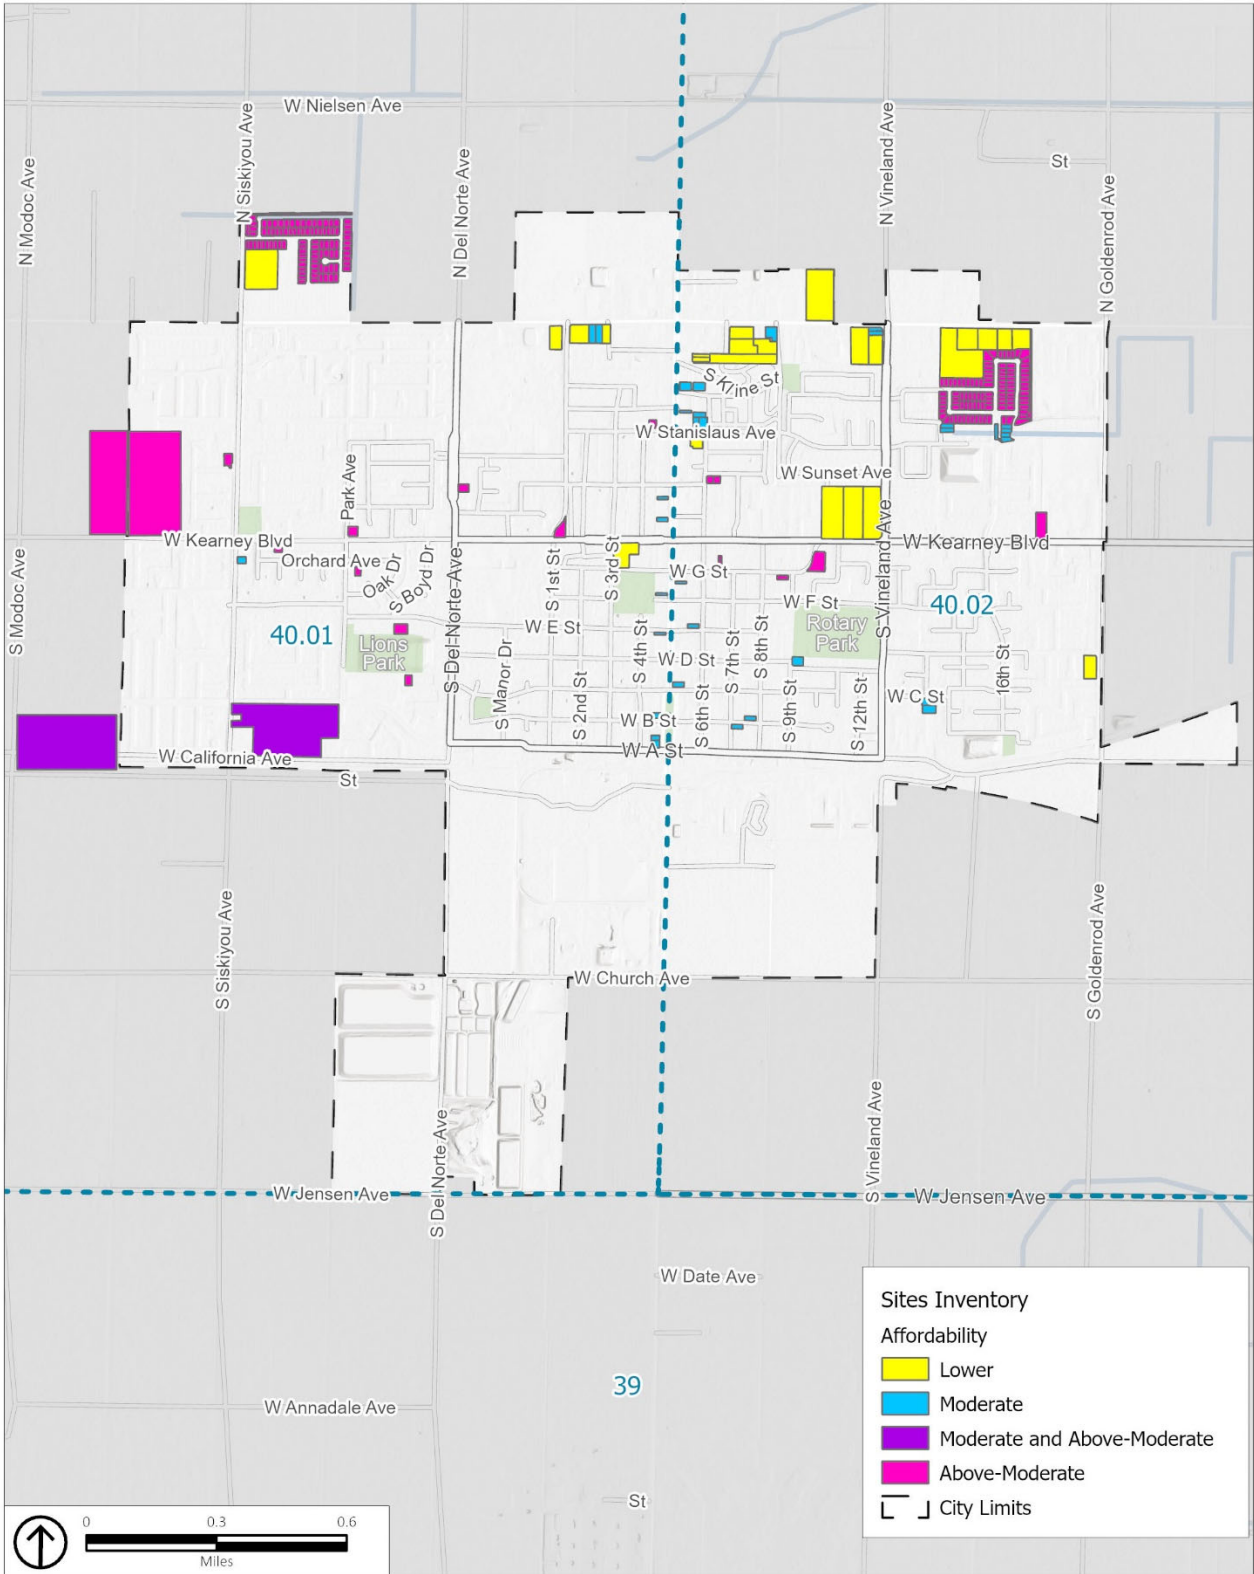 W Nielsen Ave
N Siskiyou Ave
N Modoc Ave
N Del Norte Ave
N Vineland Ave
St
N Goldenrod Ave
S Kline St
W Stanislaus Ave
W Sunset Ave
Park Ave
W Kearney Blvd
W Kearney Blvd
Orchard Ave
Oak Dr
S Boyd Dr
S Modoc Ave
S Del Norte Ave
S 1st St
S 3rd St
W G St
W F St
S Vineland Ave
40.02
40.01
W E St
Rotary
Park
Lions
Park
S Manor Dr
S 2nd St
S 4th St
W D St
S 6th St
S 7th St
S 8th St
S 9th St
S 12th St
16th St
W C St
W B St
W A St
W California Ave
St
S Siskiyou Ave
S Goldenrod Ave
W Church Ave
S Del Norte Ave
S Vineland Ave
W Jensen Ave
W Jensen Ave
W Date Ave
39
W Annadale Ave
St
Sites Inventory
Affordability
Lower
Moderate
Moderate and Above-Moderate
Above-Moderate
City Limits
0 0.3 0.6
Miles